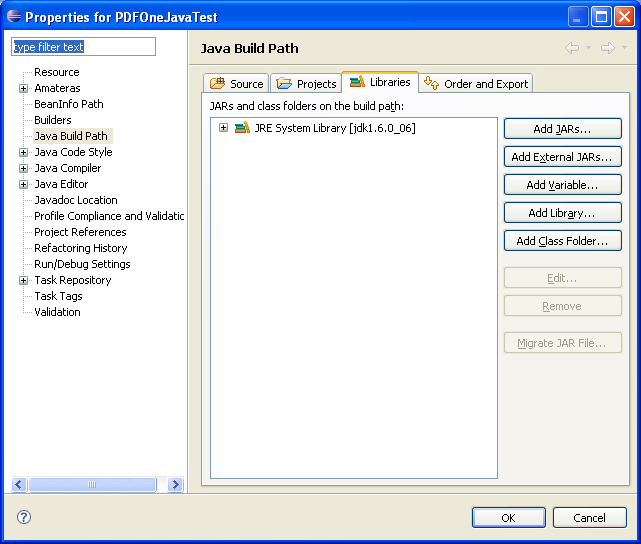 Properties for PDFOneJavaTest
type filter text
Resource
Amateras
BeanInfo Path
Builders
Java Build Path
Java Code Style
Java Compiler
Java Editor
Javadoc Location
Profile Compliance and Validatic
Project References
Refactoring History
Run/Debug Settings
Task Repository
Task Tags
Validation
Java Build Path
Source Projects Libraries Order and Export
JARs and class folders on the build path:
JRE System Library [jdk1.6.0_06]
Add JARs...
Add External JARs...
Add Variable...
Add Library...
Add Class Folder...
Edit...
Remove
Migrate JAR File...
?
OK Cancel